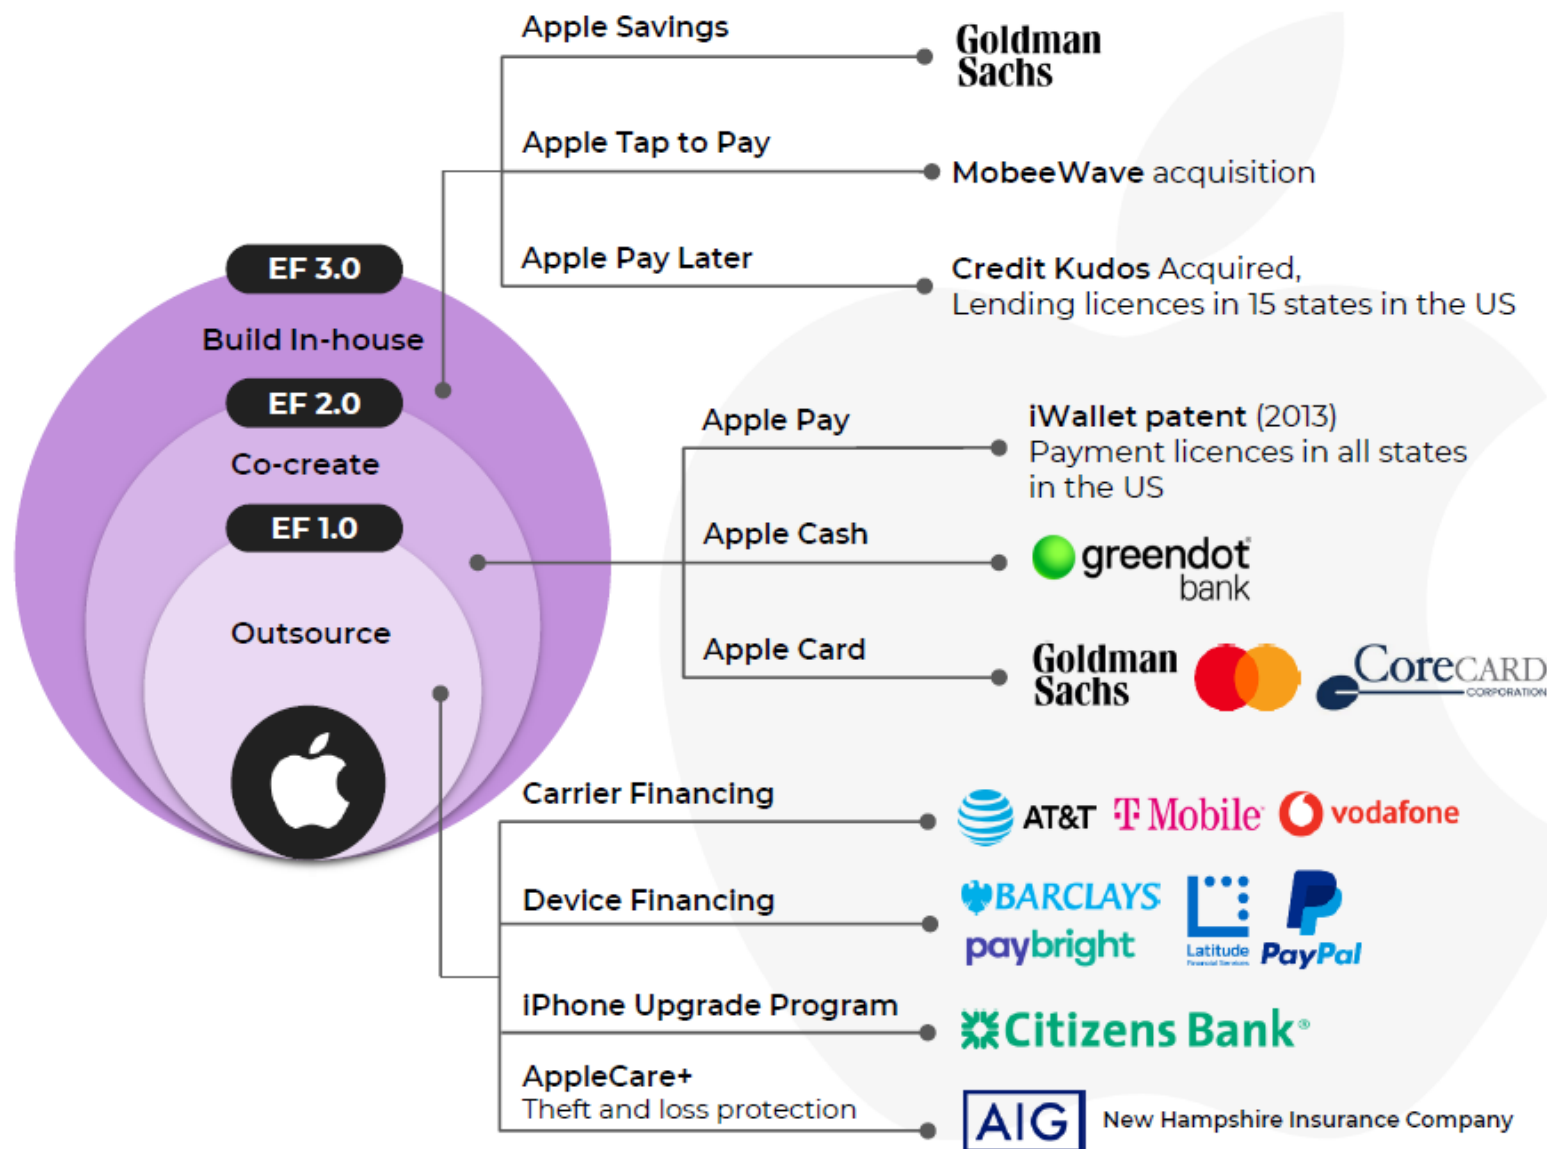 Apple Savings
Goldman
Sachs
Apple Tap to Pay
MobeeWave acquisition
Apple Pay Later
Credit Kudos Acquired,
Lending licences in 15 states in the US
EF 3.0
Build In-house
EF 2.0
Co-create
EF 1.0
Outsource
Apple Pay
iWallet patent (2013)
Payment licences in all states
in the US
Apple Cash
greendot
bank
Apple Card
Goldman
Sachs
CORECARD
CORPORATION
Carrier Financing
AT&T T Mobile vodafone
Device Financing
BARCLAYS
paybright
Latitude
Financial Services
PayPal
iPhone Upgrade Program
Citizens Bank®
AppleCare+
Theft and loss protection
AIG New Hampshire Insurance Company